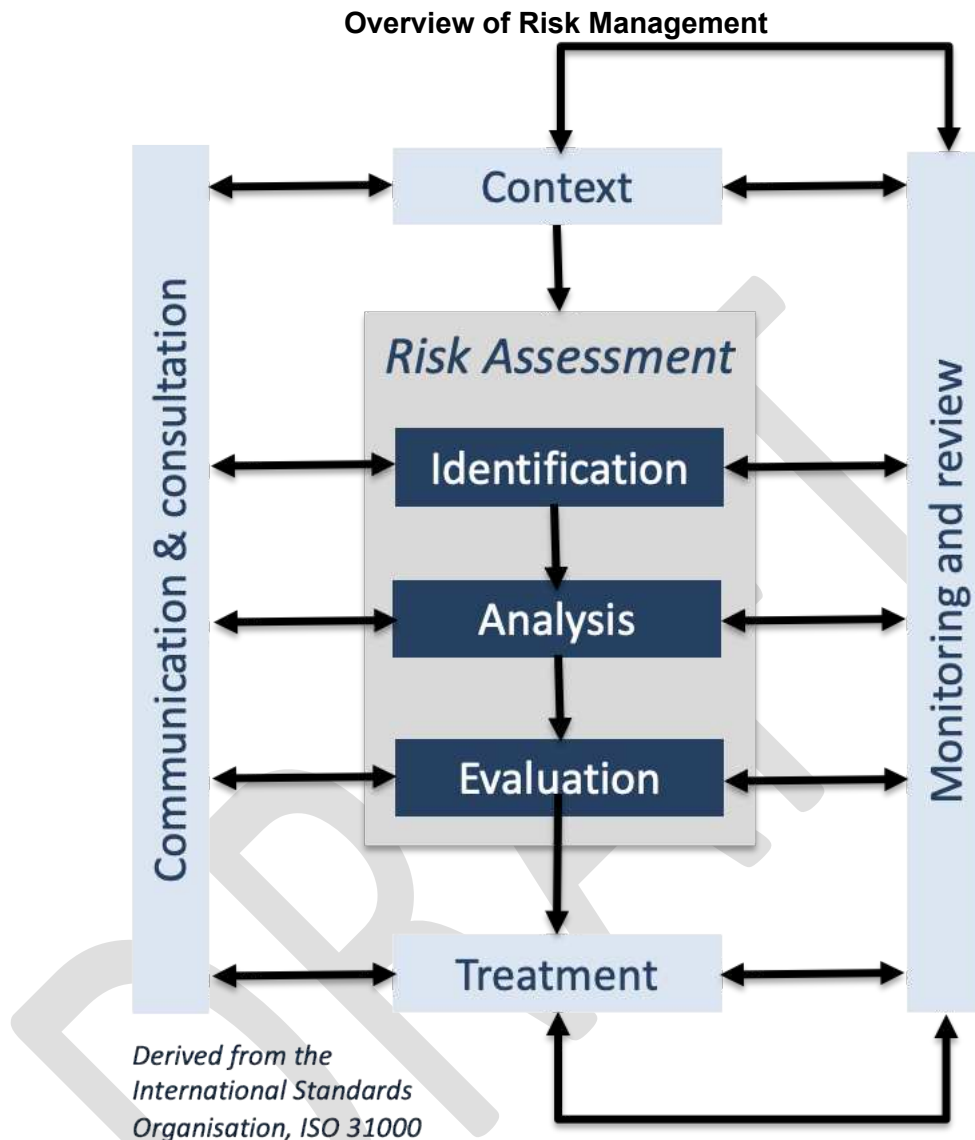 Overview of Risk Management
Context
Communication & consultation
Risk Assessment
Identification
Analysis
Evaluation
Treatment
Monitoring and review
Derived from the
International Standards
Organisation, ISO 31000
DRAFT